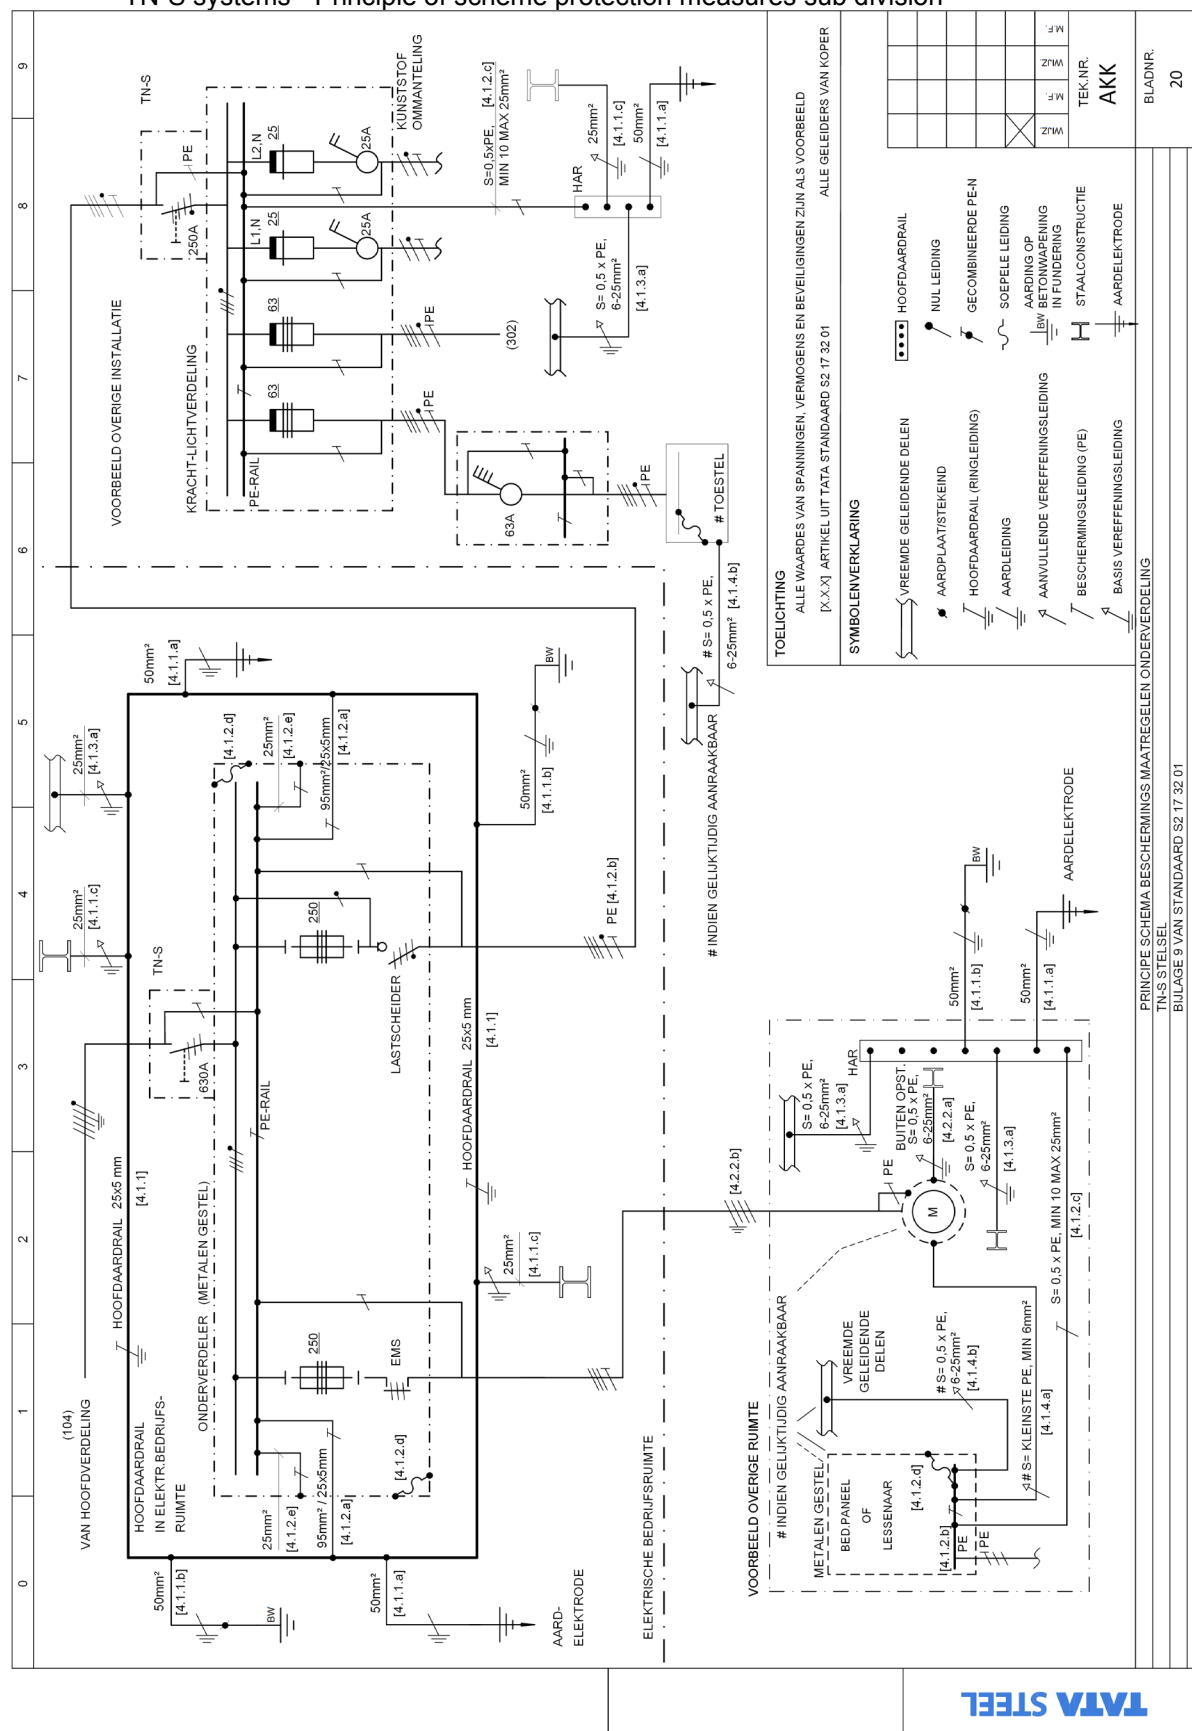 TN-S systems - Principle of scheme protection measures sub division
0 1 2 3 4 5 6 7 8 9
(104)
VAN HOOFDVERDELING
HOOFDAARDRAIL
IN ELEKTR.BEDRIJFS-
RUIMTE
HOOFDAARDRAIL 25x5 mm
[4.1.1]
50mm²
[4.1.1.b]
BW
50mm²
[4.1.1.a]
AARD-
ELEKTRODE
ONDERVERDELER (METALEN GESTEL)
25mm²
[4.1.2.e]
95mm² / 25x5mm
[4.1.2.a]
[4.1.2.d]
250
EMS
TN-S
630A
PE-RAIL
250
LASTSCHEIDER
25mm²
[4.1.1.c]
25mm²
[4.1.3.a]
50mm²
[4.1.1.a]
[4.1.2.d]
25mm²
[4.1.2.e]
95mm²/25x5mm
[4.1.2.a]
HOOFDAARDRAIL 25x5 mm
[4.1.1]
25mm²
[4.1.1.c]
50mm²
[4.1.1.b]
BW
PE [4.1.2.b]
ELEKTRISCHE BEDRIJFSRUIMTE
VOORBEELD OVERIGE INSTALLATIE
TN-S
250A
PE
KRACHT-LICHTVERDELING
PE-RAIL
63
63
L1,N
25
25A
L2,N
25
25A
KUNSTSTOF
OMMANTELING
PE
PE
(302)
63A
PE
# TOESTEL
S=0,5xPE, [4.1.2.c]
MIN 10 MAX 25mm²
HAR
25mm²
[4.1.1.c]
50mm²
[4.1.1.a]
S= 0,5 x PE,
6-25mm²
[4.1.3.a]
# S= 0,5 x PE,
6-25mm² [4.1.4.b]
# INDIEN GELIJKTIJDIG AANRAAKBAAR
VOORBEELD OVERIGE RUIMTE
# INDIEN GELIJKTIJDIG AANRAAKBAAR
METALEN GESTEL
BED.PANEEL
OF
LESSENAAR
[4.1.2.d]
[4.1.2.b]
PE
PE
VREEMDE
GELEIDENDE
DELEN
# S= 0,5 x PE,
6-25mm²
[4.1.4.b]
# S= KLEINSTE PE, MIN 6mm²
[4.1.4.a]
S= 0,5 x PE, MIN 10 MAX 25mm²
[4.1.2.c]
[4.2.2.b]
M
PE
S= 0,5 x PE,
6-25mm²
[4.1.3.a]
HAR
BUITEN OPST.
S= 0,5 x PE,
6-25mm²
[4.2.2.a]
S= 0,5 x PE,
6-25mm²
[4.1.3.a]
50mm²
[4.1.1.b]
BW
50mm²
[4.1.1.a]
AARDELEKTRODE
TOELICHTING
ALLE WAARDES VAN SPANNINGEN, VERMOGENS EN BEVEILIGINGEN ZIJN ALS VOORBEELD
[X.X.X] ARTIKEL UIT TATA STANDAARD S2 17 32 01
ALLE GELEIDERS VAN KOPER
SYMBOLENVERKLARING
VREEMDE GELEIDENDE DELEN
AARDPLAAT/STEKEIND
HOOFDAARDRAIL (RINGLEIDING)
AARDLEIDING
AANVULLENDE VEREFFENINGSLEIDING
BESCHERMINGSLEIDING (PE)
BASIS VEREFFENINGSLEIDING
HOOFDAARDRAIL
NUL LEIDING
GECOMBINEERDE PE-N
SOEPELE LEIDING
BW
AARDING OP
BETONWAPENING
IN FUNDERING
STAALCONSTRUCTIE
AARDELEKTRODE
WIJZ.
M.F.
WIJZ.
M.F.
TEK.NR.
AKK
BLADNR.
20
PRINCIPE SCHEMA BESCHERMINGS MAATREGELEN ONDERVERDELING
TN-S STELSEL
BIJLAGE 9 VAN STANDAARD S2 17 32 01
TATA STEEL